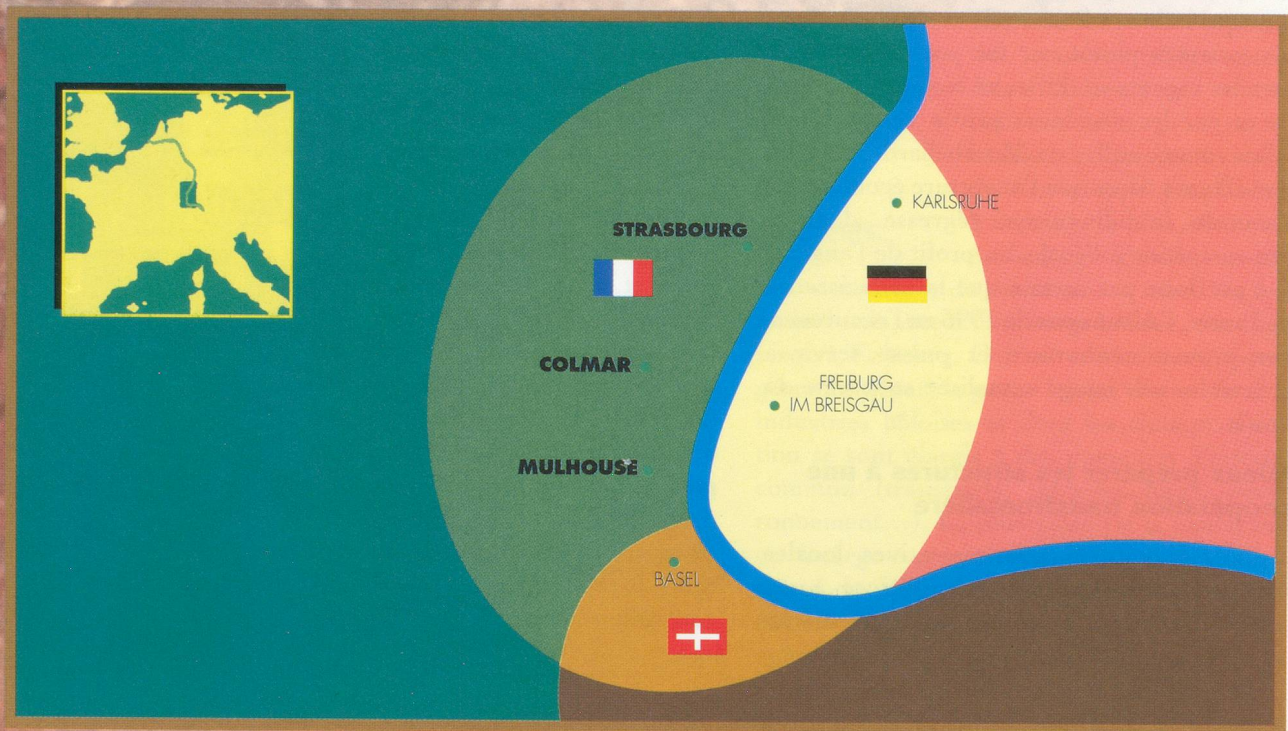 KARLSRUHE
STRASBOURG
COLMAR
FREIBURG
IM BREISGAU
MULHOUSE
BASEL